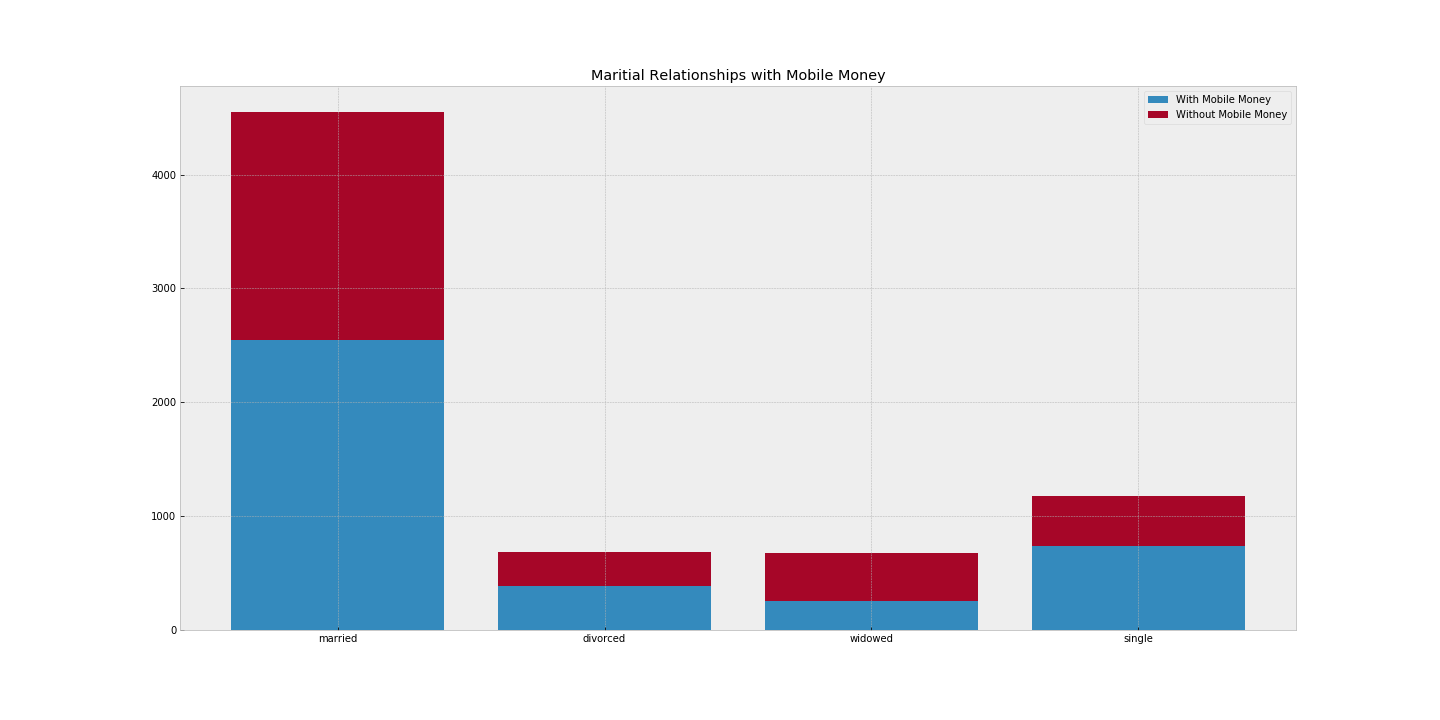 Maritial Relationships with Mobile Money
With Mobile Money
Without Mobile Money
4000
3000
2000
1000
0
married divorced widowed single